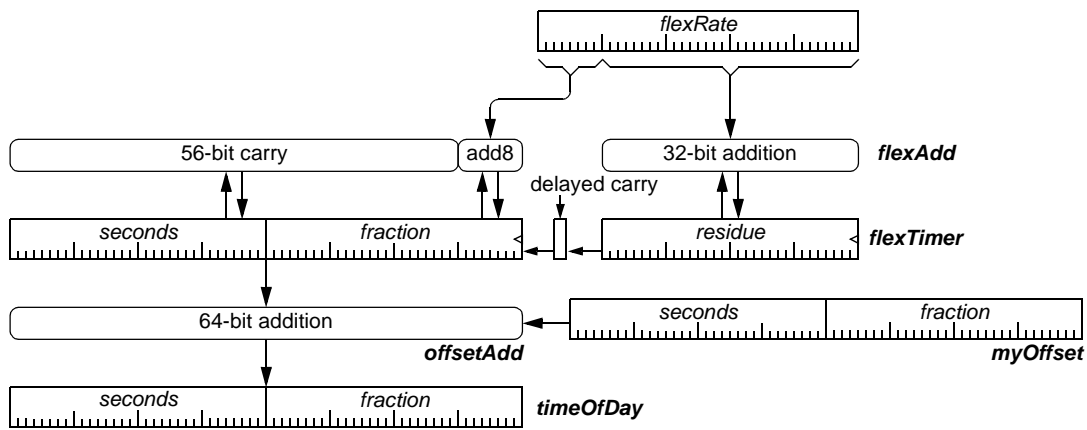 flexRate
56-bit carry
add8
32-bit addition
flexAdd
delayed carry
seconds
fraction
residue
flexTimer
64-bit addition
seconds
fraction
offsetAdd
myOffset
seconds
fraction
timeOfDay